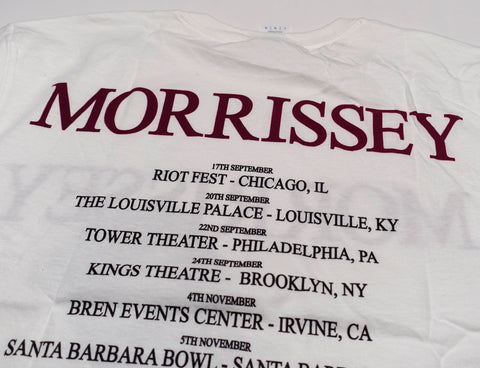 MORRISSEY
17TH SEPTEMBER
RIOT FEST - CHICAGO, IL
20TH SEPTEMBER
THE LOUISVILLE PALACE - LOUISVILLE, KY
22ND SEPTEMBER
TOWER THEATER - PHILADELPHIA, PA
24TH SEPTEMBER
KINGS THEATRE - BROOKLYN, NY
4TH NOVEMBER
BREN EVENTS CENTER - IRVINE, CA
5TH NOVEMBER
SANTA BARBARA BOWL - SANTA